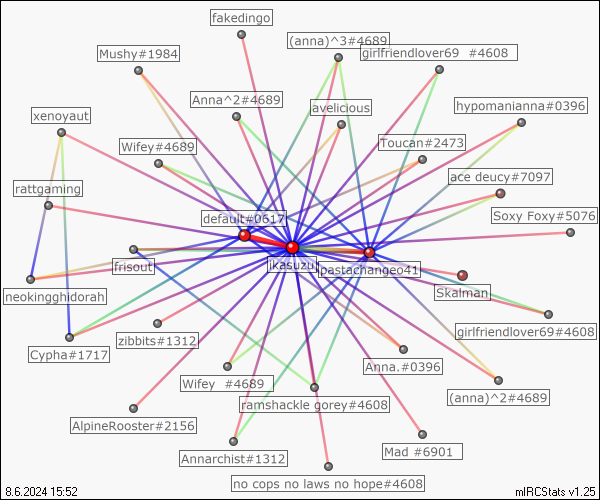 fakedingo
(anna)^3#4689
Mushy#1984
girlfriendlover69 #4608
Anna^2#4689
avelicious
hypomanianna#0396
xenoyaut
Wifey#4689
Toucan#2473
ace deucy#7097
rattgaming
default#0617
Soxy Foxy#5076
frisout
ikasuzu
pastachangeo41
Skalman
neokingghidorah
girlfriendlover69#4608
zibbits#1312
Cypha#1717
Anna.#0396
Wifey #4689
ramshackle gorey#4608
(anna)^2#4689
AlpineRooster#2156
Annarchist#1312
Mad #6901
no cops no laws no hope#4608
8.6.2024 15:52
mIRCStats v1.25